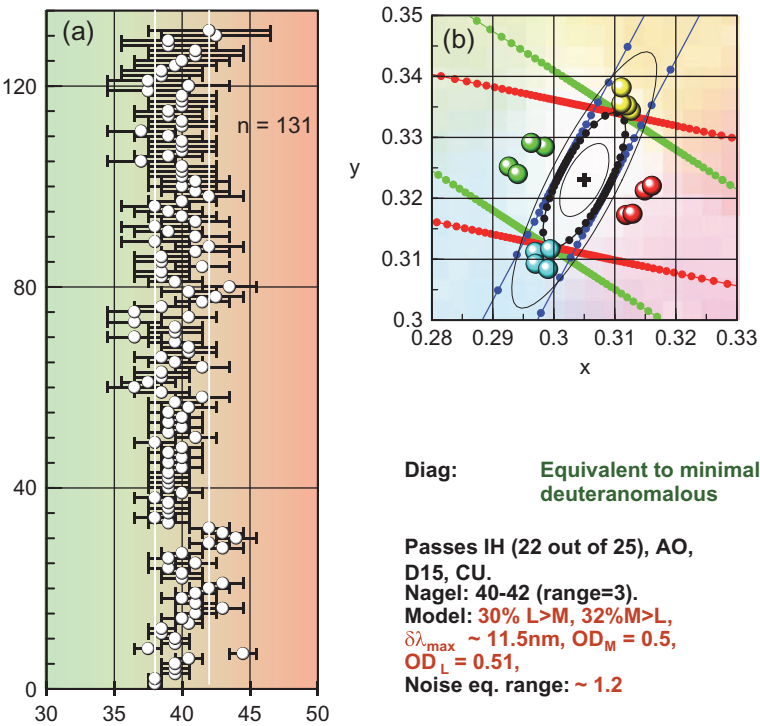 (a)
n = 131
120
80
40
0
30
40
50
(b)
0.35
0.34
0.33
0.32
0.31
0.3
y
0.28
0.29
0.3
0.31
0.32
0.33
x
Diag: Equivalent to minimal
deuteranomalous
Passes IH (22 out of 25), AO,
D15, CU.
Nagel: 40-42 (range=3).
Model: 30% L>M, 32%M>L,
δλmax ~ 11.5nm, ODM = 0.5,
ODL = 0.51,
Noise eq. range: ~ 1.2